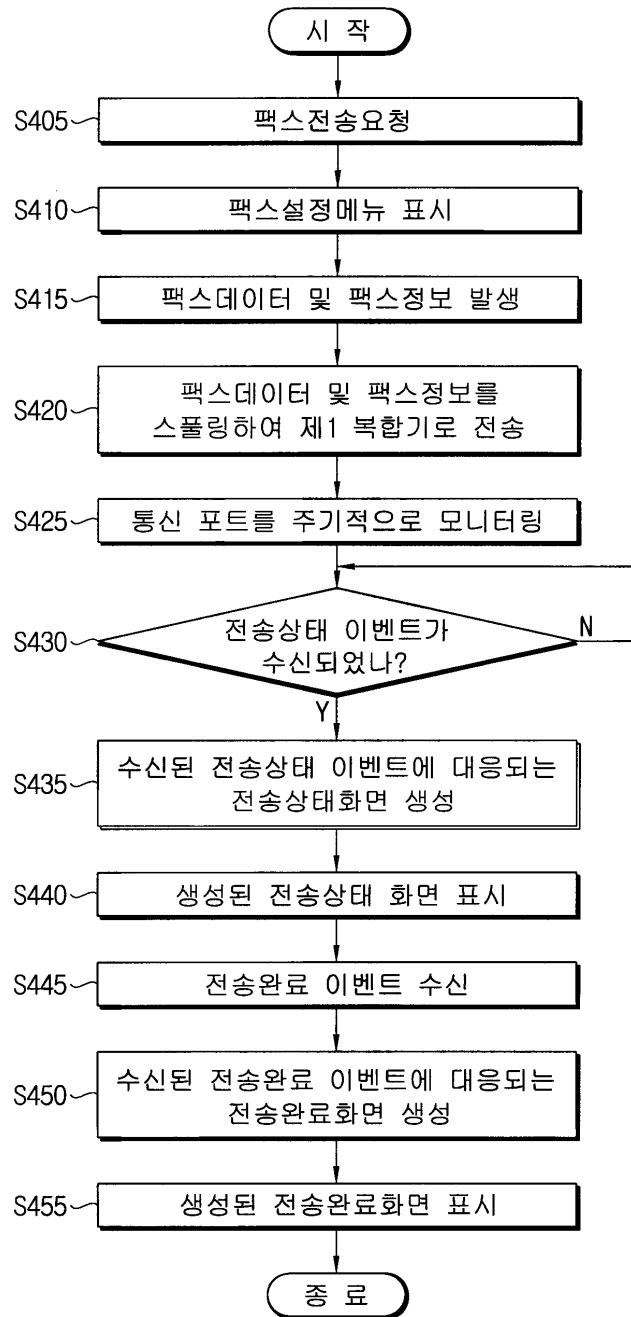 시 작
S405
팩스전송요청
S410
팩스설정메뉴 표시
S415
팩스데이터 및 팩스정보 발생
S420
팩스데이터 및 팩스정보를
스풀링하여 제1 복합기로 전송
S425
통신 포트를 주기적으로 모니터링
S430
전송상태 이벤트가
수신되었나?
N
Y
S435
수신된 전송상태 이벤트에 대응되는
전송상태화면 생성
S440
생성된 전송상태 화면 표시
S445
전송완료 이벤트 수신
S450
수신된 전송완료 이벤트에 대응되는
전송완료화면 생성
S455
생성된 전송완료화면 표시
종 료